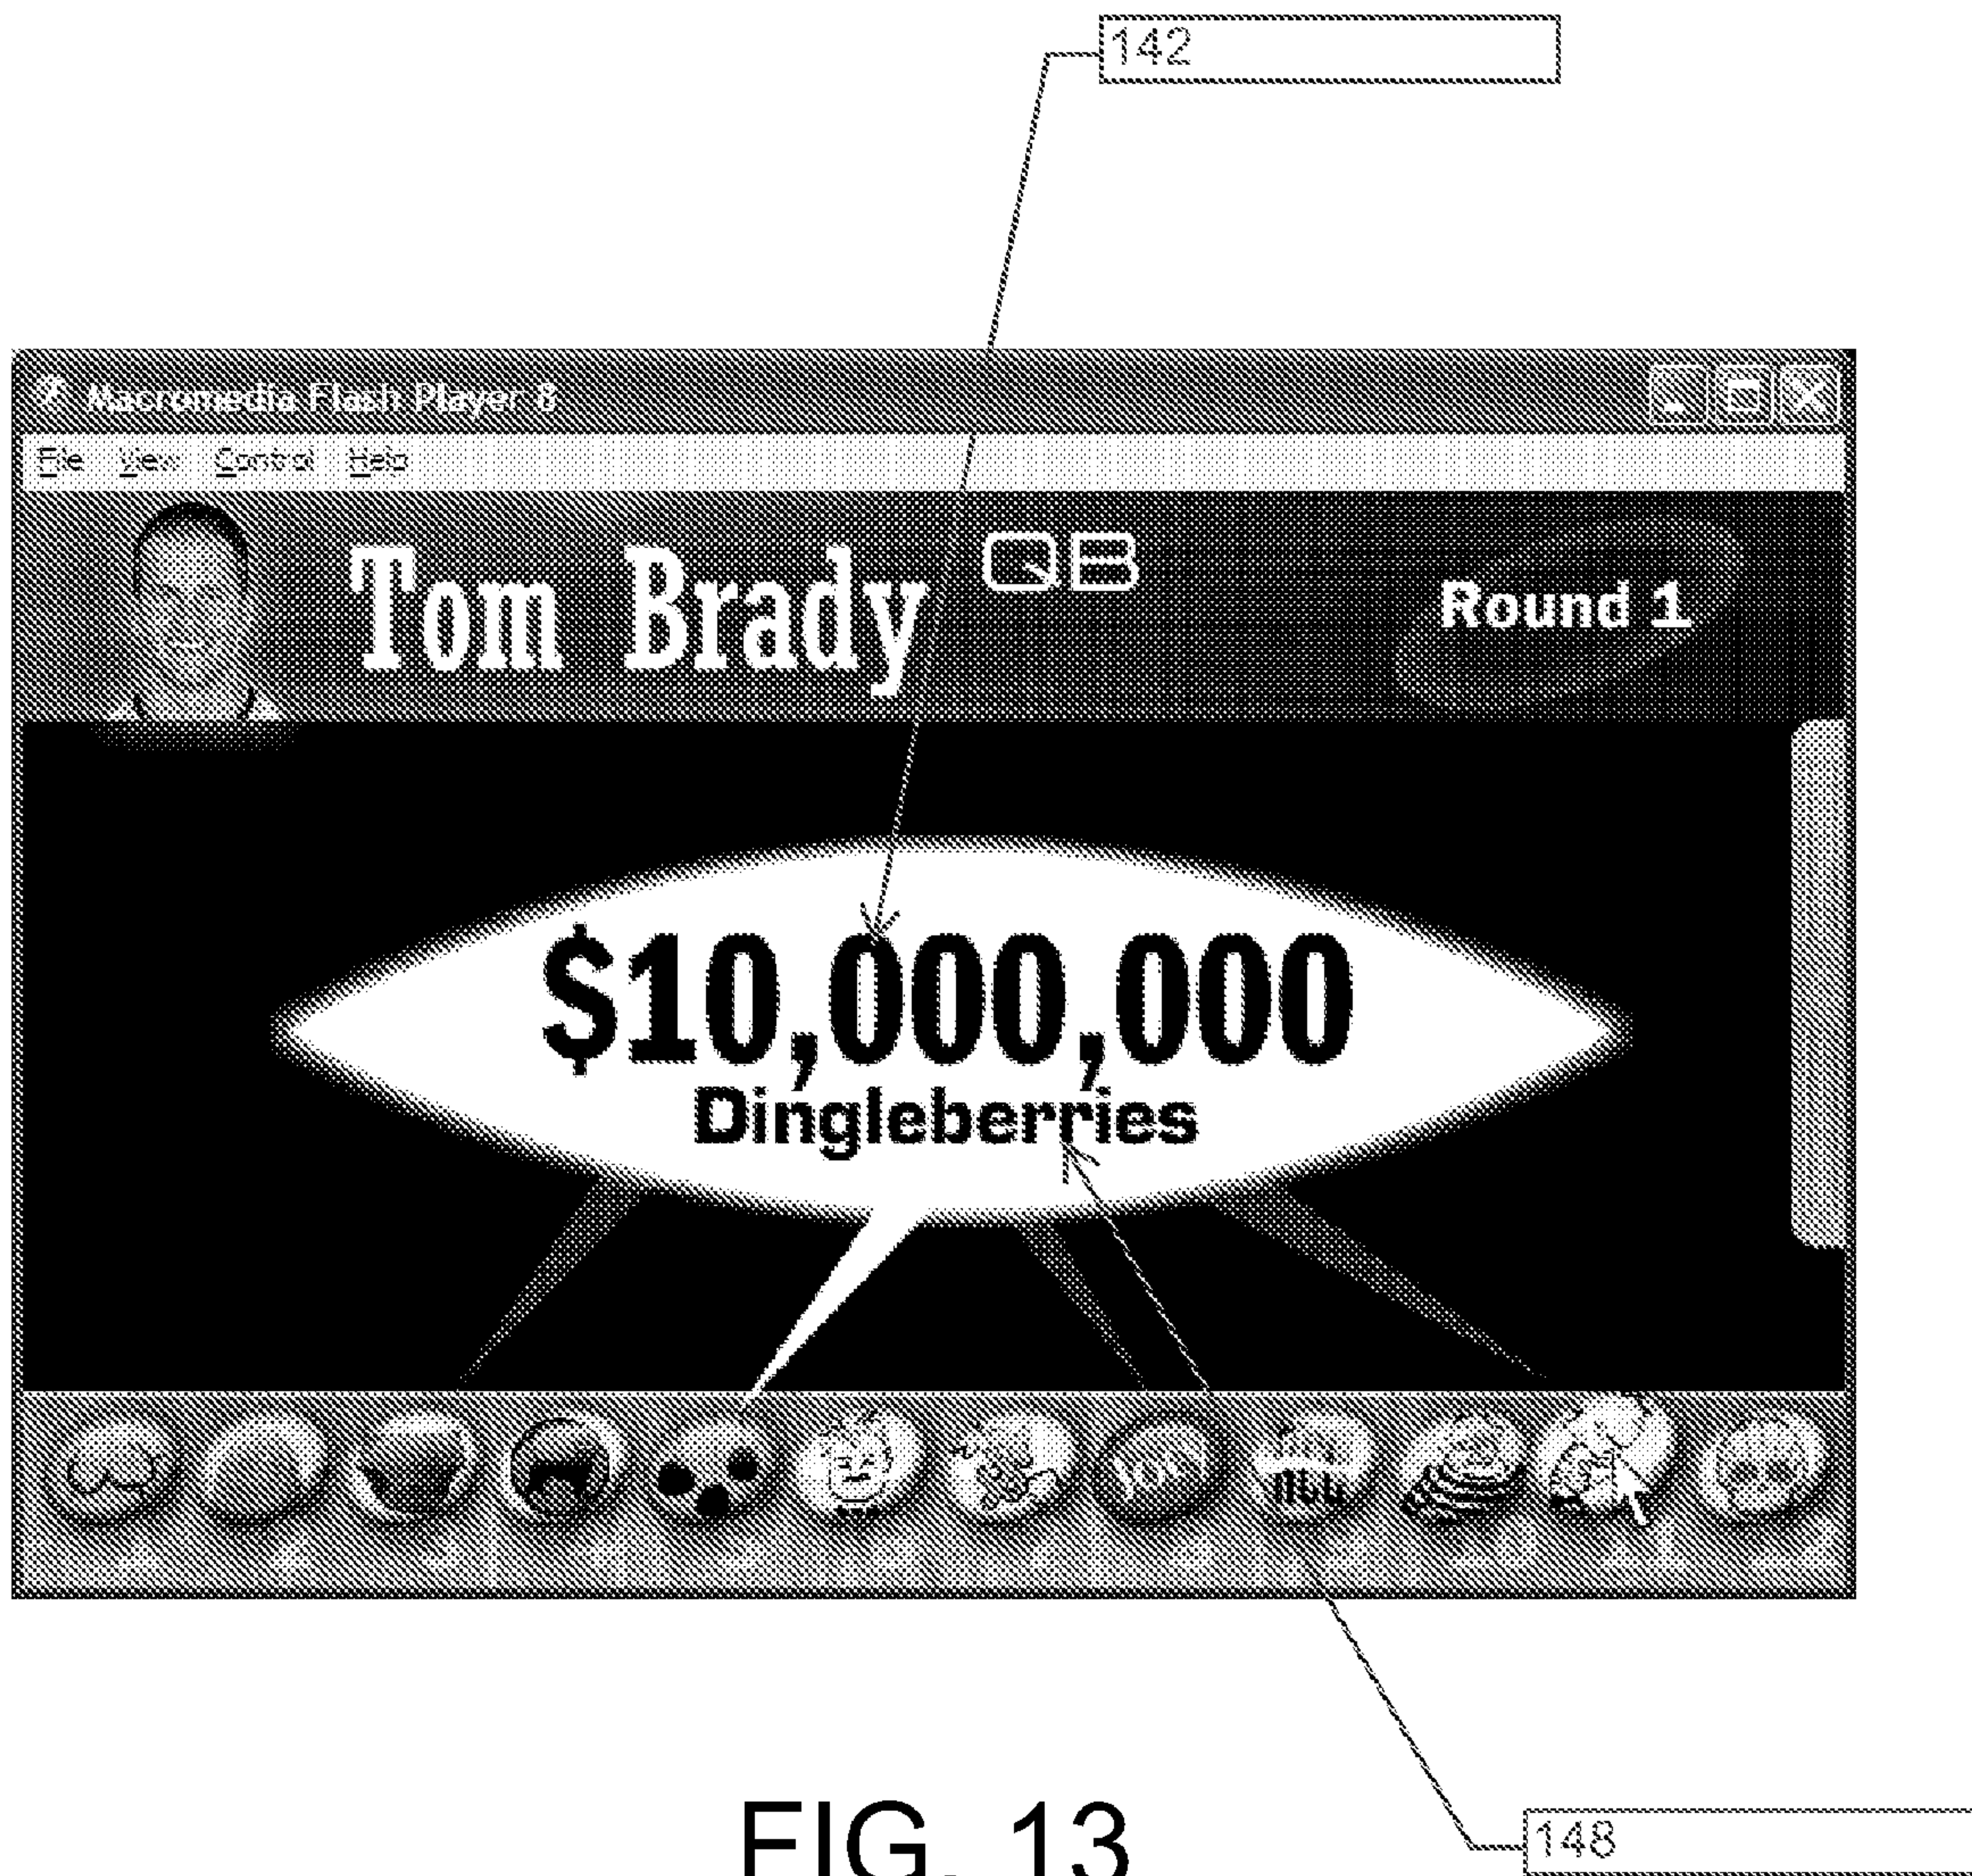 142
Macromedia Flash Player 8
File View Control Help
Tom Brady QB
Round 1
$10,000,000
Dingleberries
148
FIG. 13